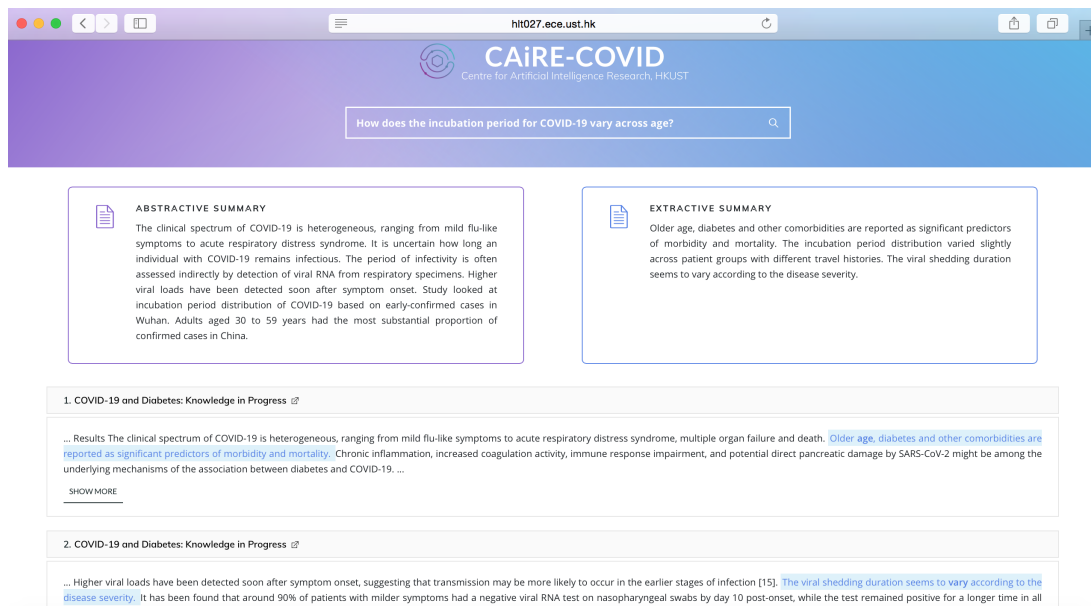 hlt027.ece.ust.hk
CAiRE-COVID
Centre for Artificial Intelligence Research, HKUST
How does the incubation period for COVID-19 vary across age?
ABSTRACTIVE SUMMARY
The clinical spectrum of COVID-19 is heterogeneous, ranging from mild flu-like
symptoms to acute respiratory distress syndrome. It is uncertain how long an
individual with COVID-19 remains infectious. The period of infectivity is often
assessed indirectly by detection of viral RNA from respiratory specimens. Higher
viral loads have been detected soon after symptom onset. Study looked at
incubation period distribution of COVID-19 based on early-confirmed cases in
Wuhan. Adults aged 30 to 59 years had the most substantial proportion of
confirmed cases in China.
EXTRACTIVE SUMMARY
Older age, diabetes and other comorbidities are reported as significant predictors
of morbidity and mortality. The incubation period distribution varied slightly
across patient groups with different travel histories. The viral shedding duration
seems to vary according to the disease severity.
1. COVID-19 and Diabetes: Knowledge in Progress
... Results The clinical spectrum of COVID-19 is heterogeneous, ranging from mild flu-like symptoms to acute respiratory distress syndrome, multiple organ failure and death. Older age, diabetes and other comorbidities are
reported as significant predictors of morbidity and mortality. Chronic inflammation, increased coagulation activity, immune response impairment, and potential direct pancreatic damage by SARS-CoV-2 might be among the
underlying mechanisms of the association between diabetes and COVID-19. ...
SHOW MORE
2. COVID-19 and Diabetes: Knowledge in Progress
... Higher viral loads have been detected soon after symptom onset, suggesting that transmission may be more likely to occur in the earlier stages of infection [15]. The viral shedding duration seems to vary according to the
disease severity. It has been found that around 90% of patients with milder symptoms had a negative viral RNA test on nasopharyngeal swabs by day 10 post-onset, while the test remained positive for a longer time in all